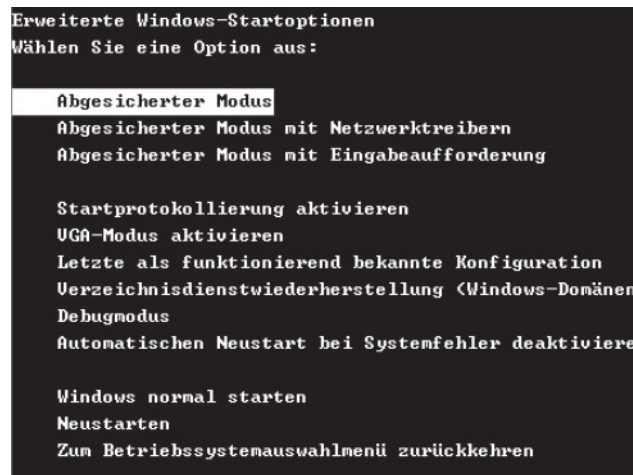 Erweiterte Windows-Startoptionen
Wählen Sie eine Option aus:
Abgesicherter Modus
Abgesicherter Modus mit Netzwerktreibern
Abgesicherter Modus mit Eingabeaufforderung
Startprotokollierung aktivieren
VGA-Modus aktivieren
Letzte als funktionierend bekannte Konfiguration
Verzeichnisdienstwiederherstellung (Windows-Domänen
Debugmodus
Automatischen Neustart bei Systemfehler deaktiviere
Windows normal starten
Neustarten
Zum Betriebssystemauswahlmenü zurückkehren